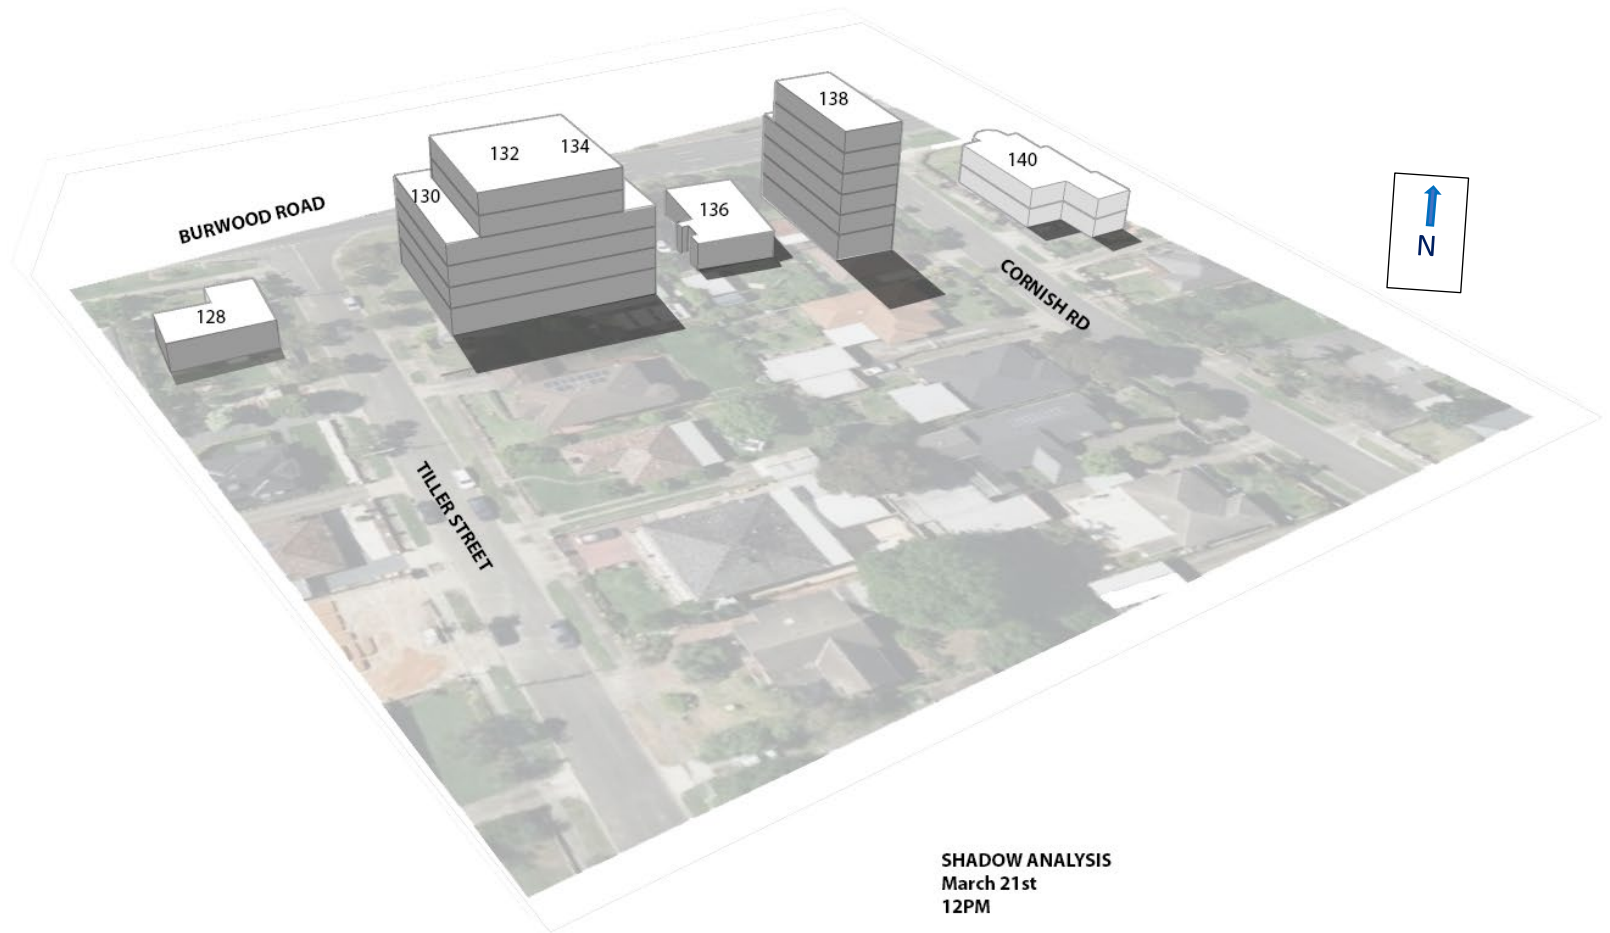 138
134
132
140
130
136
BURWOOD ROAD
N
CORNISH RD
128
TILLER STREET
SHADOW ANALYSIS
March 21st
12PM